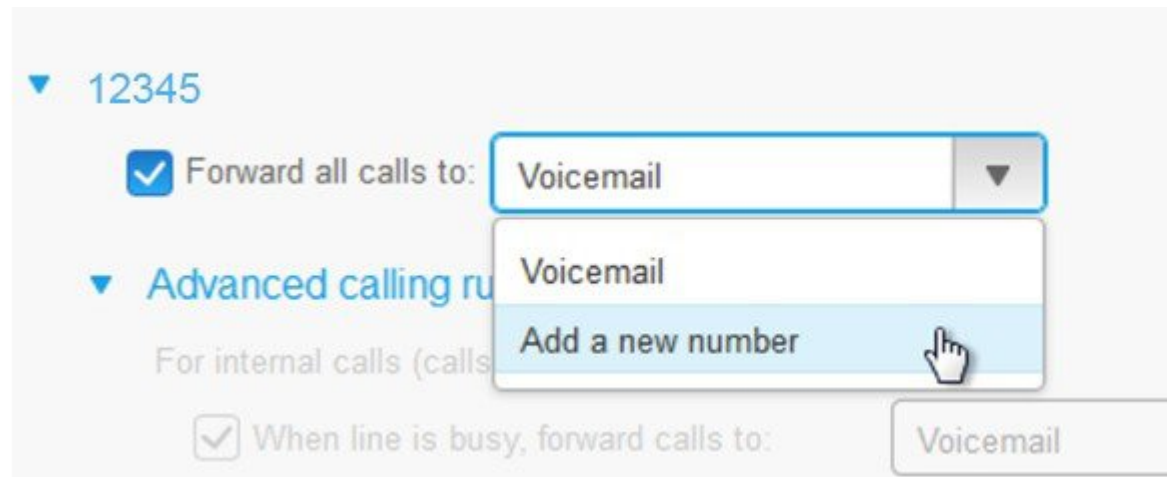 12345
Forward all calls to: Voicemail
Voicemail
Advanced calling ru
Add a new number
For internal calls (calls
When line is busy, forward calls to: Voicemail